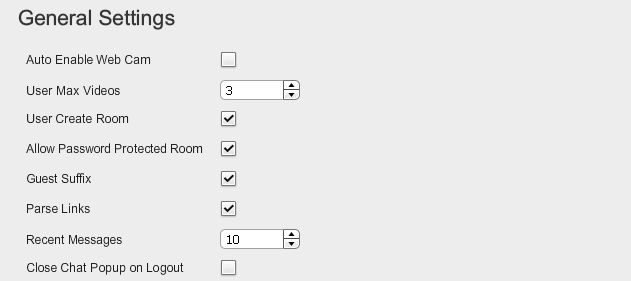 General Settings
Auto Enable Web Cam
User Max Videos 3
User Create Room
Allow Password Protected Room
Guest Suffix
Parse Links
Recent Messages 10
Close Chat Popup on Logout